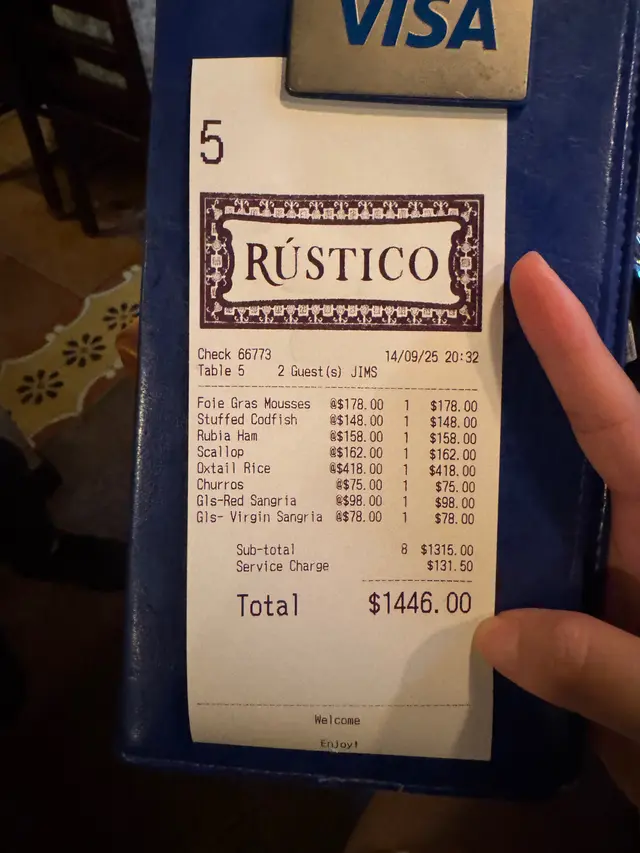 VISA
5
RÚSTICO
Check 66773 14/09/25 20:32
Table 5 2 Guest(s) JIMS
Foie Gras Mousses @$178.00 1 $178.00
Stuffed Codfish @$148.00 1 $148.00
Rubia Ham @$158.00 1 $158.00
Scallop @$162.00 1 $162.00
Oxtail Rice @$418.00 1 $418.00
Churros @$75.00 1 $75.00
Gls-Red Sangria @$98.00 1 $98.00
Gls- Virgin Sangria @$78.00 1 $78.00
Sub-total 8 $1315.00
Service Charge $131.50
Total $1446.00
Welcome
Enjoy!